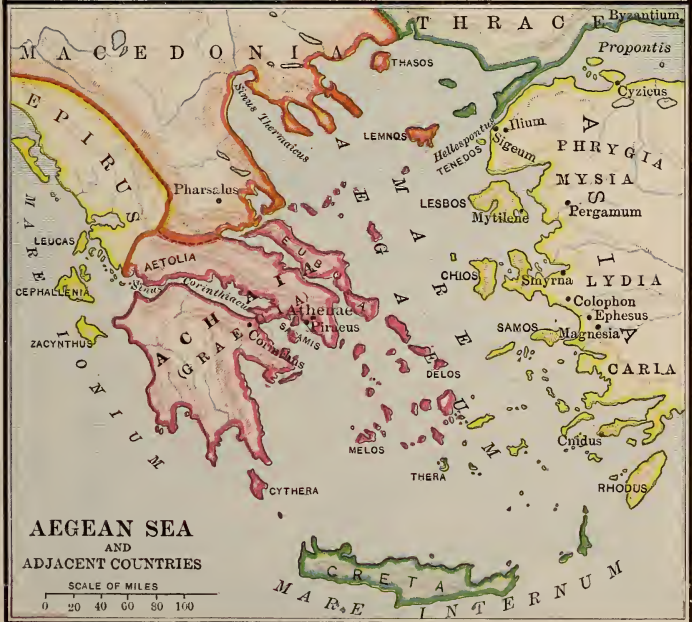 THRACE
Byzantium
MACEDONIA
Propontis
THASOS
Cyzicus
Sinus Thermaicus
EPIRUS
Hellespontus
Ilium
Sigeum
LEMNOS
TENEDOS
ASIA
PHRYGIA
MYSIA
Pharsalus
LESBOS
Mytilene
Pergamum
MARE AEGAEUM
MARE IONIUM
LEUCAS
AETOLIA
EUBOEA
CEPHALLENIA
Sinus Corinthiacus
CHIOS
Smyrna
LYDIA
Colophon
Ephesus
ACHAIA
(GRAECIA)
Athenae
Piraeus
SALAMIS
Corinthus
ZACYNTHUS
SAMOS
Magnesia
DELOS
CARIA
MELOS
Cnidus
THERA
RHODUS
CYTHERA
AEGEAN SEA
AND
ADJACENT COUNTRIES
SCALE OF MILES
0 20 40 60 80 100
CRETA
MARE INTERNUM